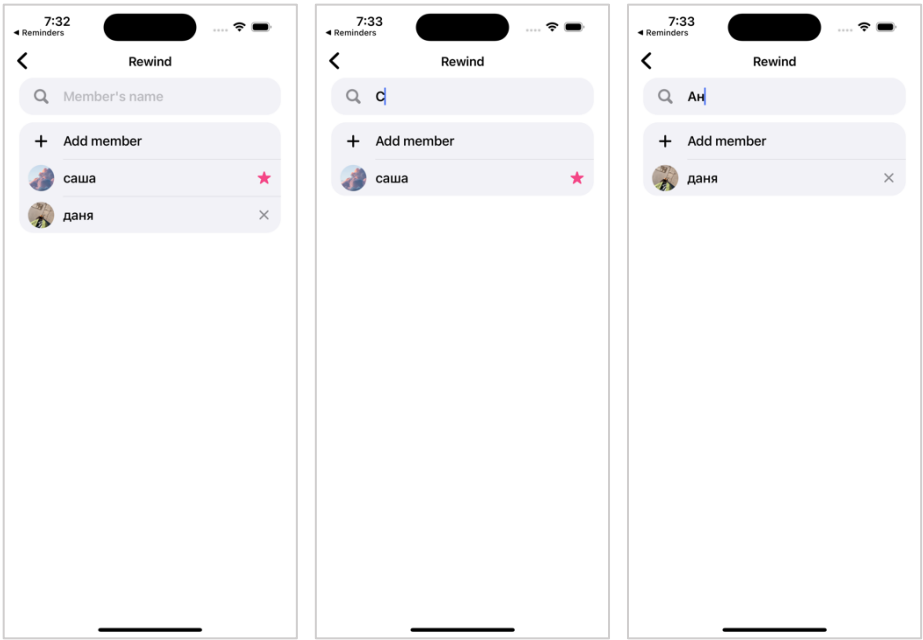 7:32
◀ Reminders
Rewind
Member's name
+ Add member
саша
даня
7:33
◀ Reminders
Rewind
С
+ Add member
саша
7:33
◀ Reminders
Rewind
Ан
+ Add member
даня